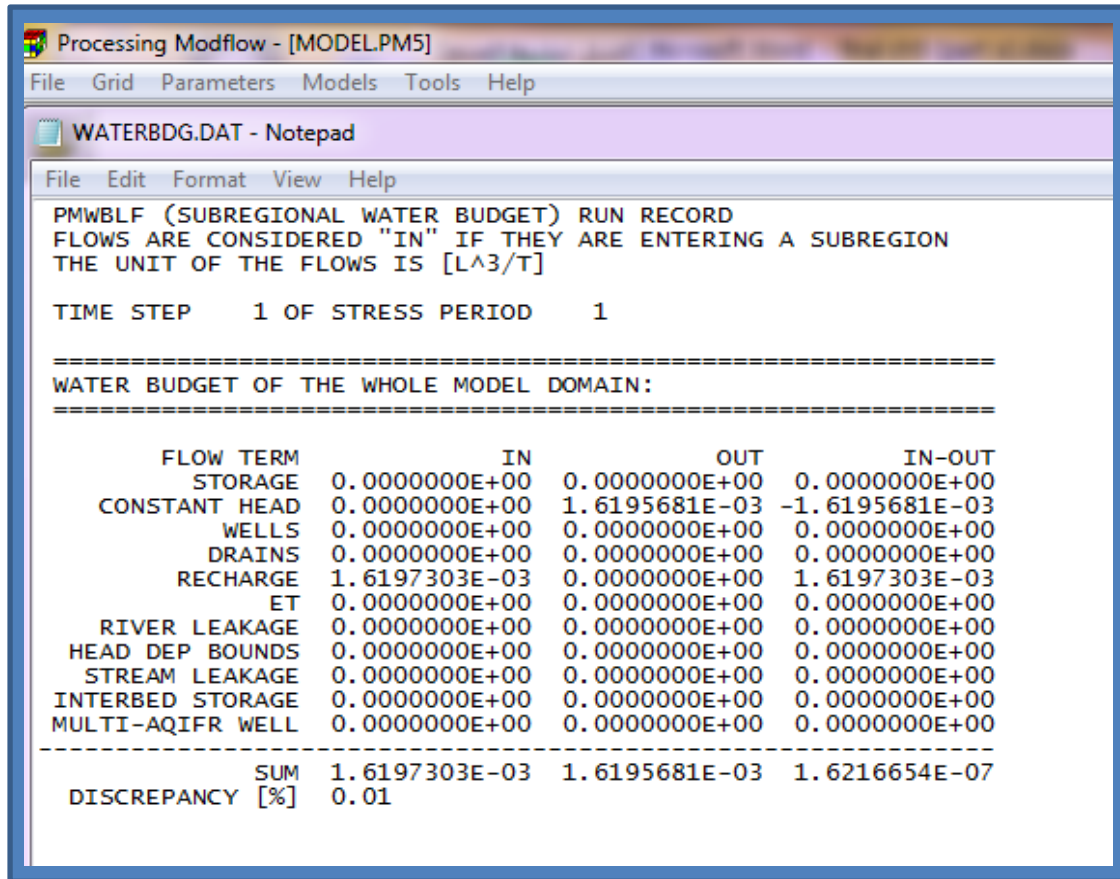 Processing Modflow - [MODEL.PM5]
File Grid Parameters Models Tools Help
WATERBDG.DAT - Notepad
File Edit Format View Help
PMWBLF (SUBREGIONAL WATER BUDGET) RUN RECORD
FLOWS ARE CONSIDERED "IN" IF THEY ARE ENTERING A SUBREGION
THE UNIT OF THE FLOWS IS [L^3/T]
TIME STEP 1 OF STRESS PERIOD 1
=============================================================
WATER BUDGET OF THE WHOLE MODEL DOMAIN:
=============================================================
FLOW TERM IN OUT IN-OUT
STORAGE 0.0000000E+00 0.0000000E+00 0.0000000E+00
CONSTANT HEAD 0.0000000E+00 1.6195681E-03 -1.6195681E-03
WELLS 0.0000000E+00 0.0000000E+00 0.0000000E+00
DRAINS 0.0000000E+00 0.0000000E+00 0.0000000E+00
RECHARGE 1.6197303E-03 0.0000000E+00 1.6197303E-03
ET 0.0000000E+00 0.0000000E+00 0.0000000E+00
RIVER LEAKAGE 0.0000000E+00 0.0000000E+00 0.0000000E+00
HEAD DEP BOUNDS 0.0000000E+00 0.0000000E+00 0.0000000E+00
STREAM LEAKAGE 0.0000000E+00 0.0000000E+00 0.0000000E+00
INTERBED STORAGE 0.0000000E+00 0.0000000E+00 0.0000000E+00
MULTI-AQIFR WELL 0.0000000E+00 0.0000000E+00 0.0000000E+00
--------------------------------------------------------------
SUM 1.6197303E-03 1.6195681E-03 1.6216654E-07
DISCREPANCY [%] 0.01